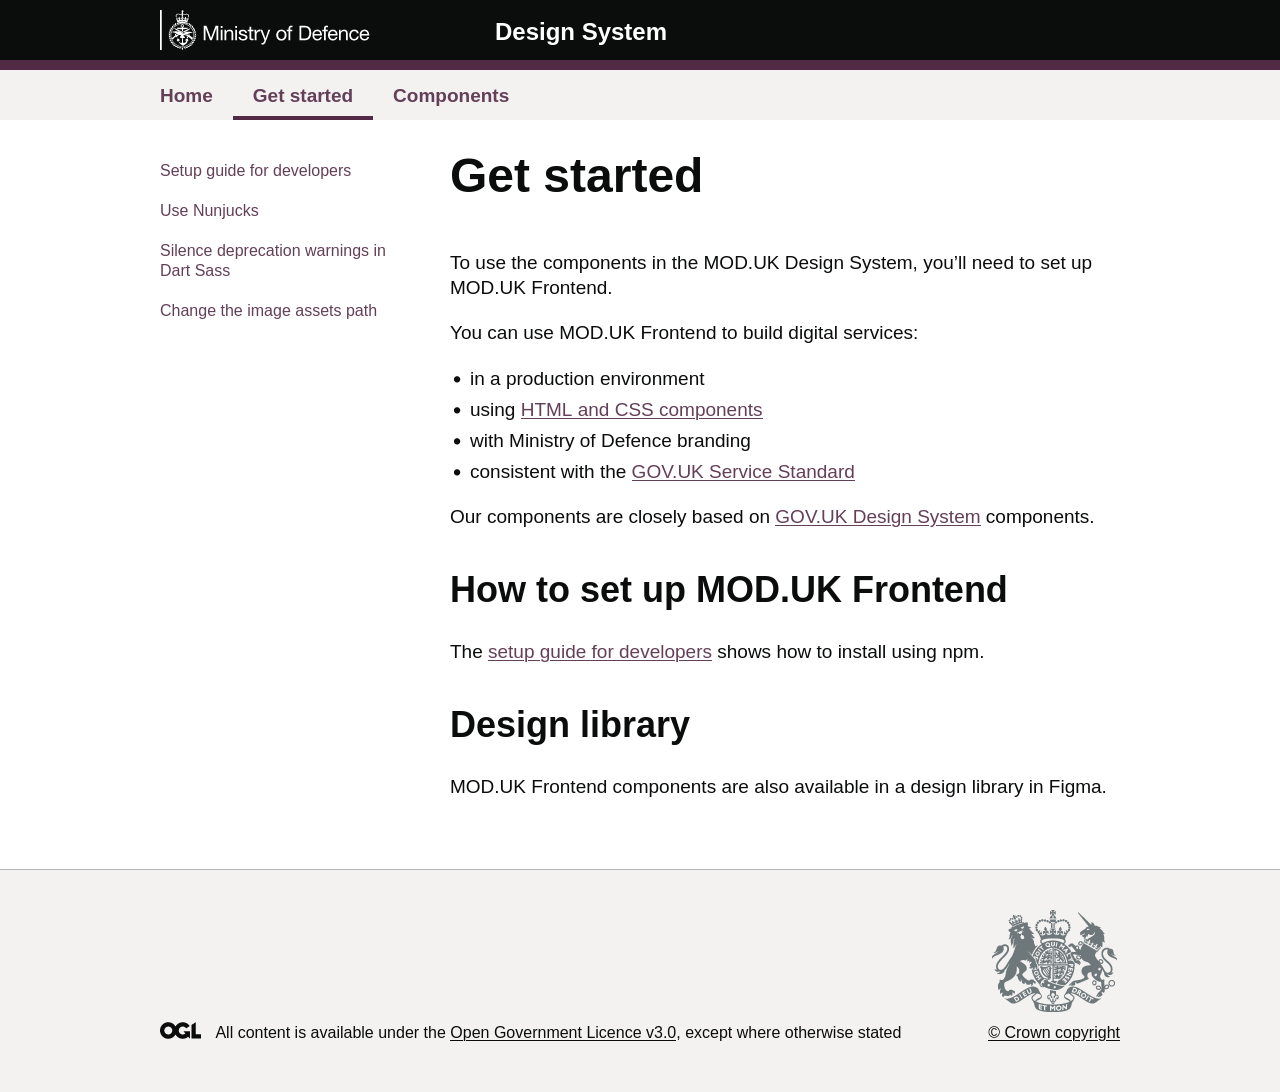 Ministry of Defence
Design System
Home
Get started
Components
Setup guide for developers
Use Nunjucks
Silence deprecation warnings in
Dart Sass
Change the image assets path
Get started
To use the components in the MOD.UK Design System, you’ll need to set up
MOD.UK Frontend.
You can use MOD.UK Frontend to build digital services:
• in a production environment
• using HTML and CSS components
• with Ministry of Defence branding
• consistent with the GOV.UK Service Standard
Our components are closely based on GOV.UK Design System components.
How to set up MOD.UK Frontend
The setup guide for developers shows how to install using npm.
Design library
MOD.UK Frontend components are also available in a design library in Figma.
DIEU ET MON DROIT
OGL
All content is available under the Open Government Licence v3.0, except where otherwise stated
© Crown copyright